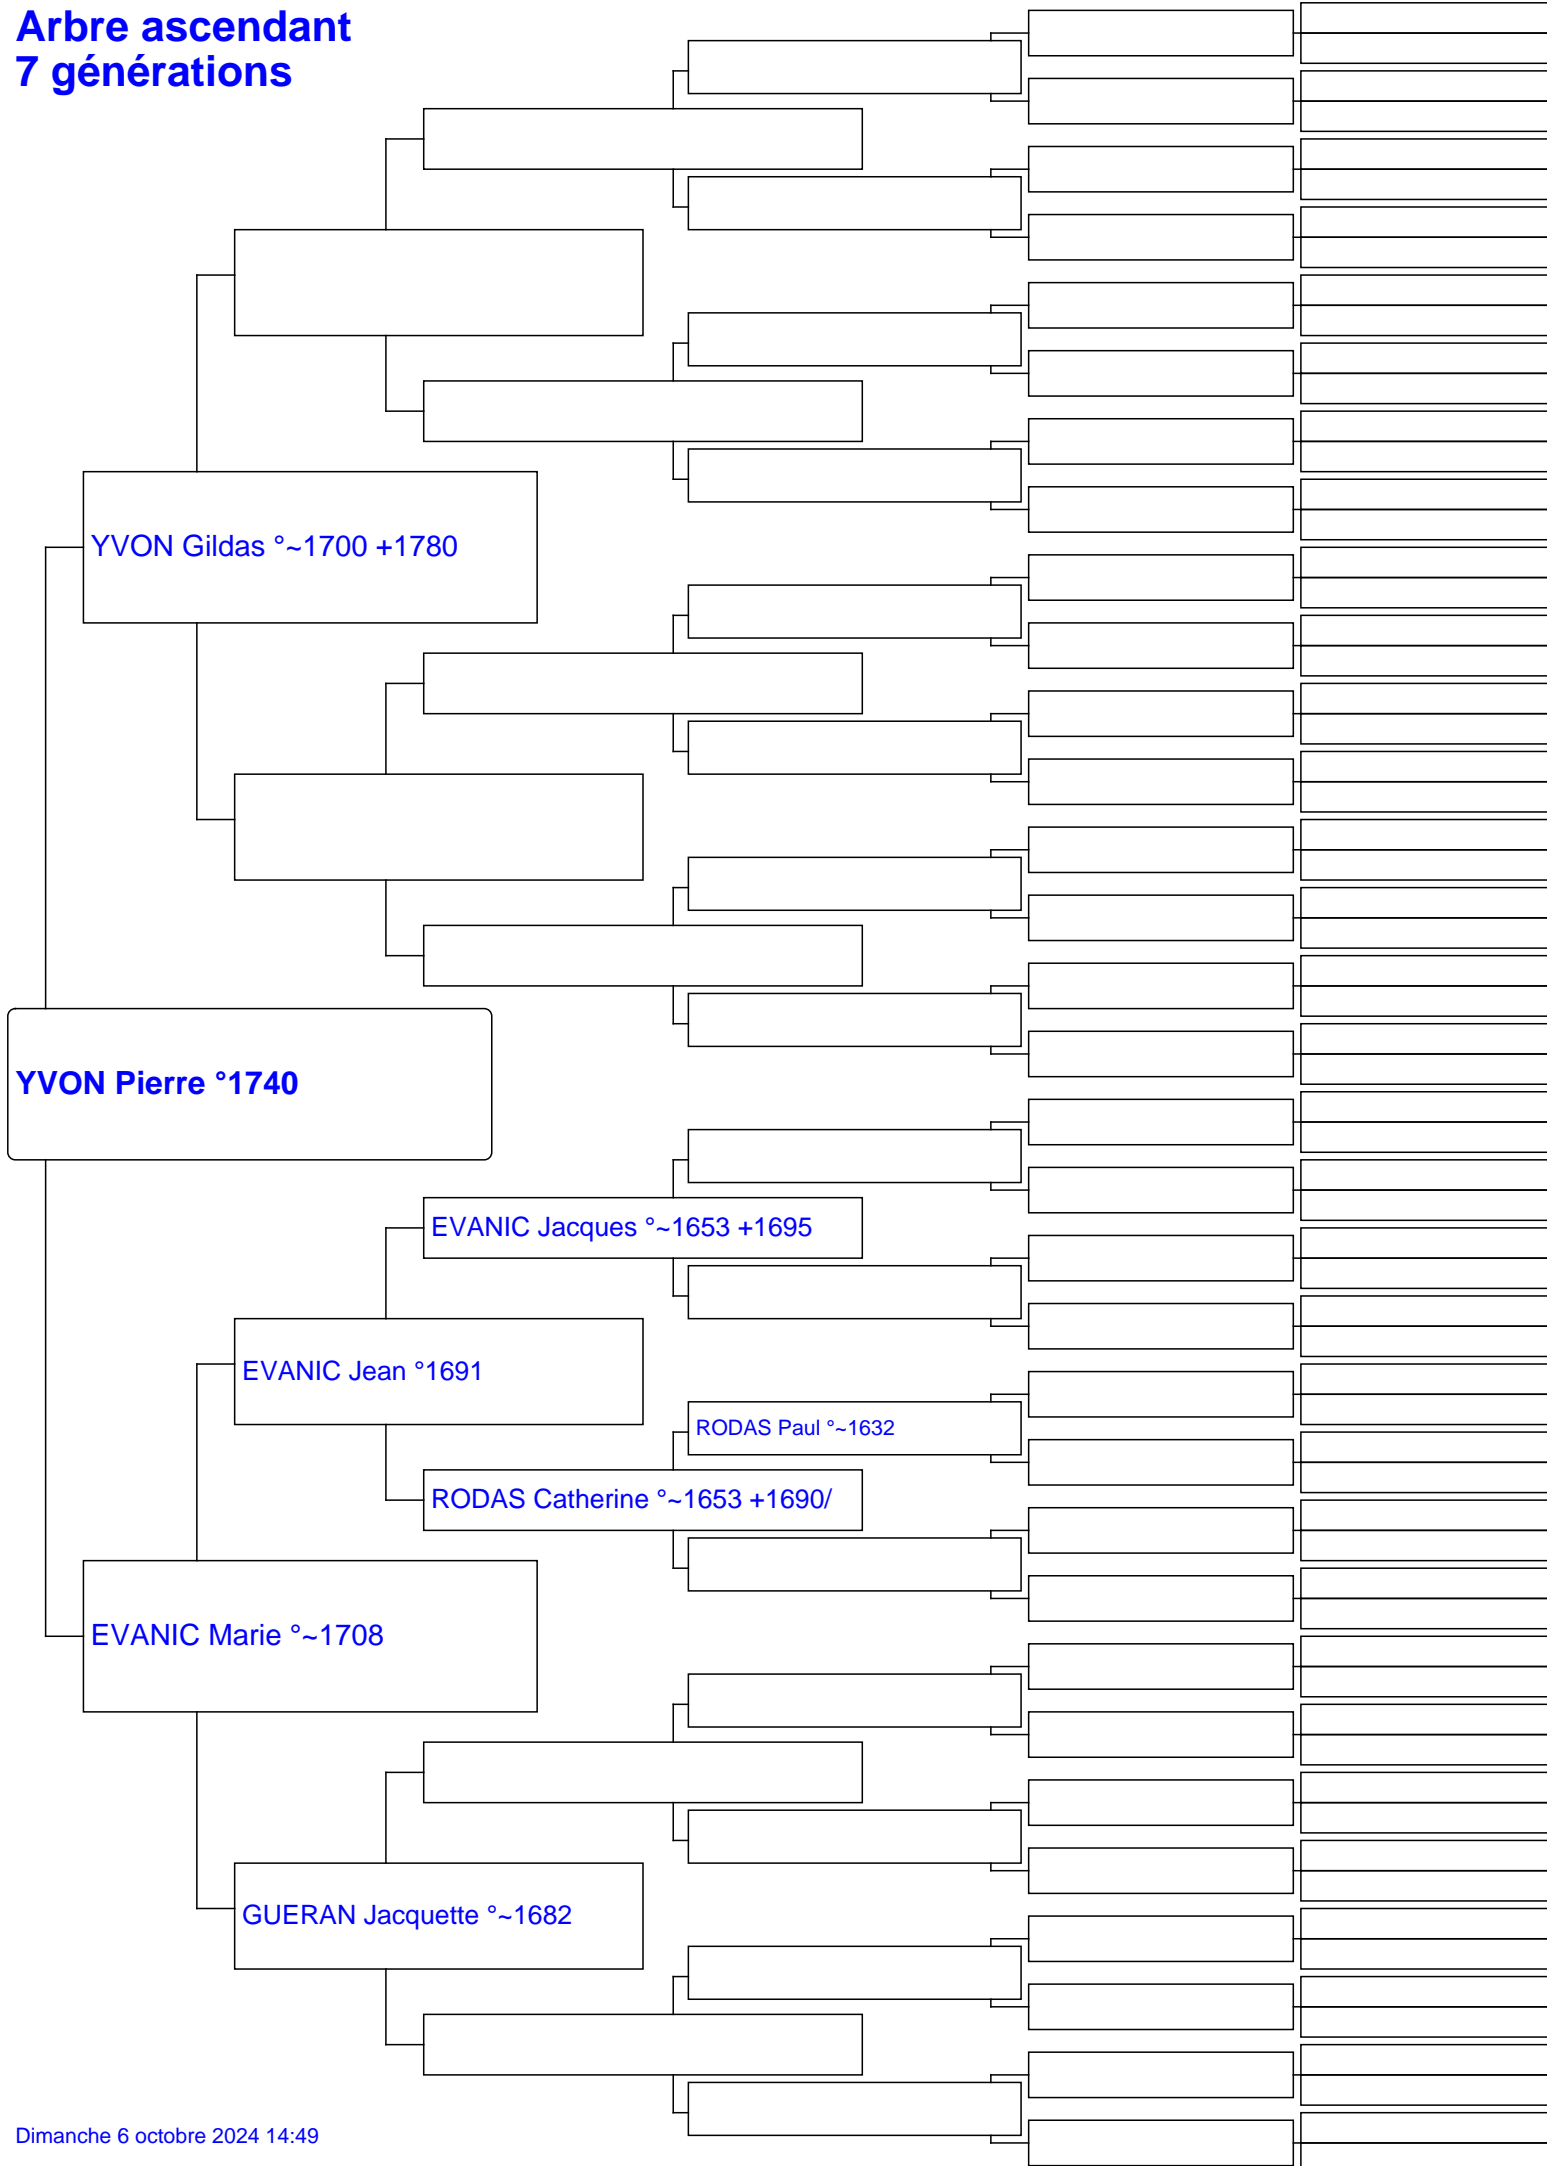 Arbre ascendant
7 générations
YVON Gildas °~1700 +1780
YVON Pierre °1740
EVANIC Jacques °~1653 +1695
EVANIC Jean °1691
RODAS Paul °~1632
RODAS Catherine °~1653 +1690/
EVANIC Marie °~1708
GUERAN Jacquette °~1682
Dimanche 6 octobre 2024 14:49